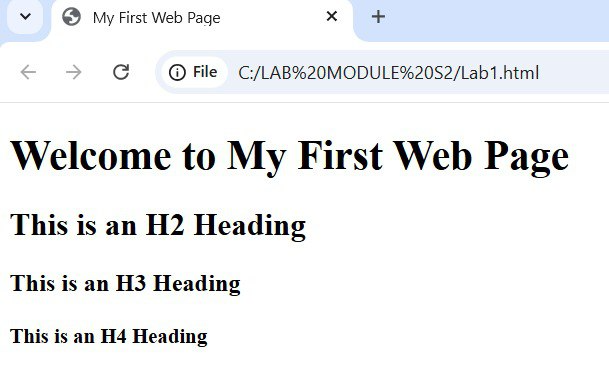 My First Web Page
File C:/LAB%20MODULE%20S2/Lab1.html
Welcome to My First Web Page
This is an H2 Heading
This is an H3 Heading
This is an H4 Heading